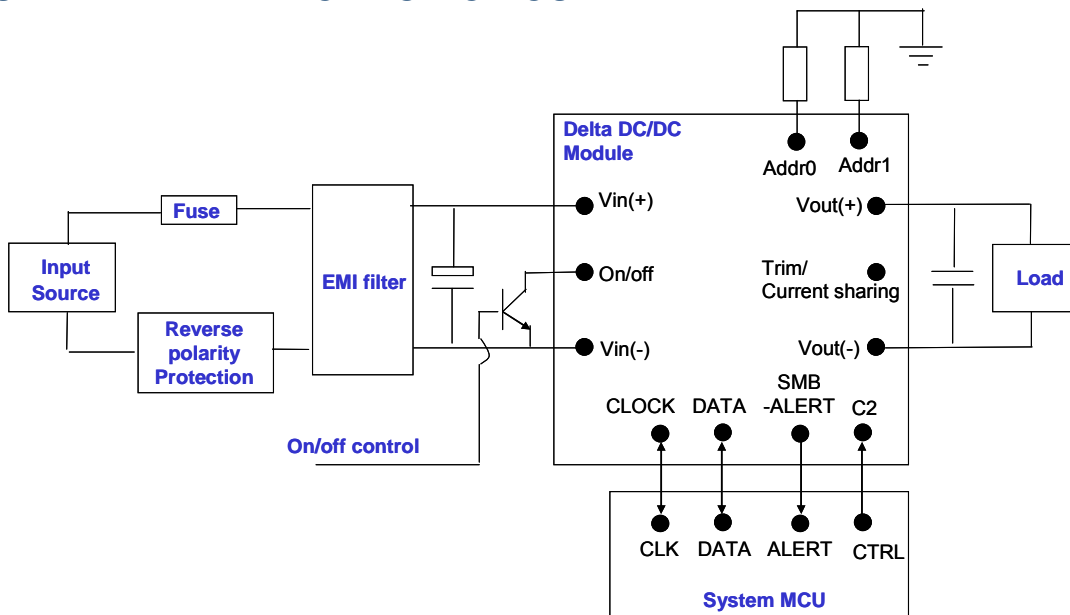 Delta DC/DC
Module
Addr0
Addr1
Fuse
Vin(+)
Vout(+)
Input
Source
EMI filter
On/off
Trim/
Current sharing
Load
Reverse
polarity
Protection
Vin(-)
Vout(-)
SMB
-ALERT
CLOCK
DATA
C2
On/off control
CLK
DATA
ALERT
CTRL
System MCU